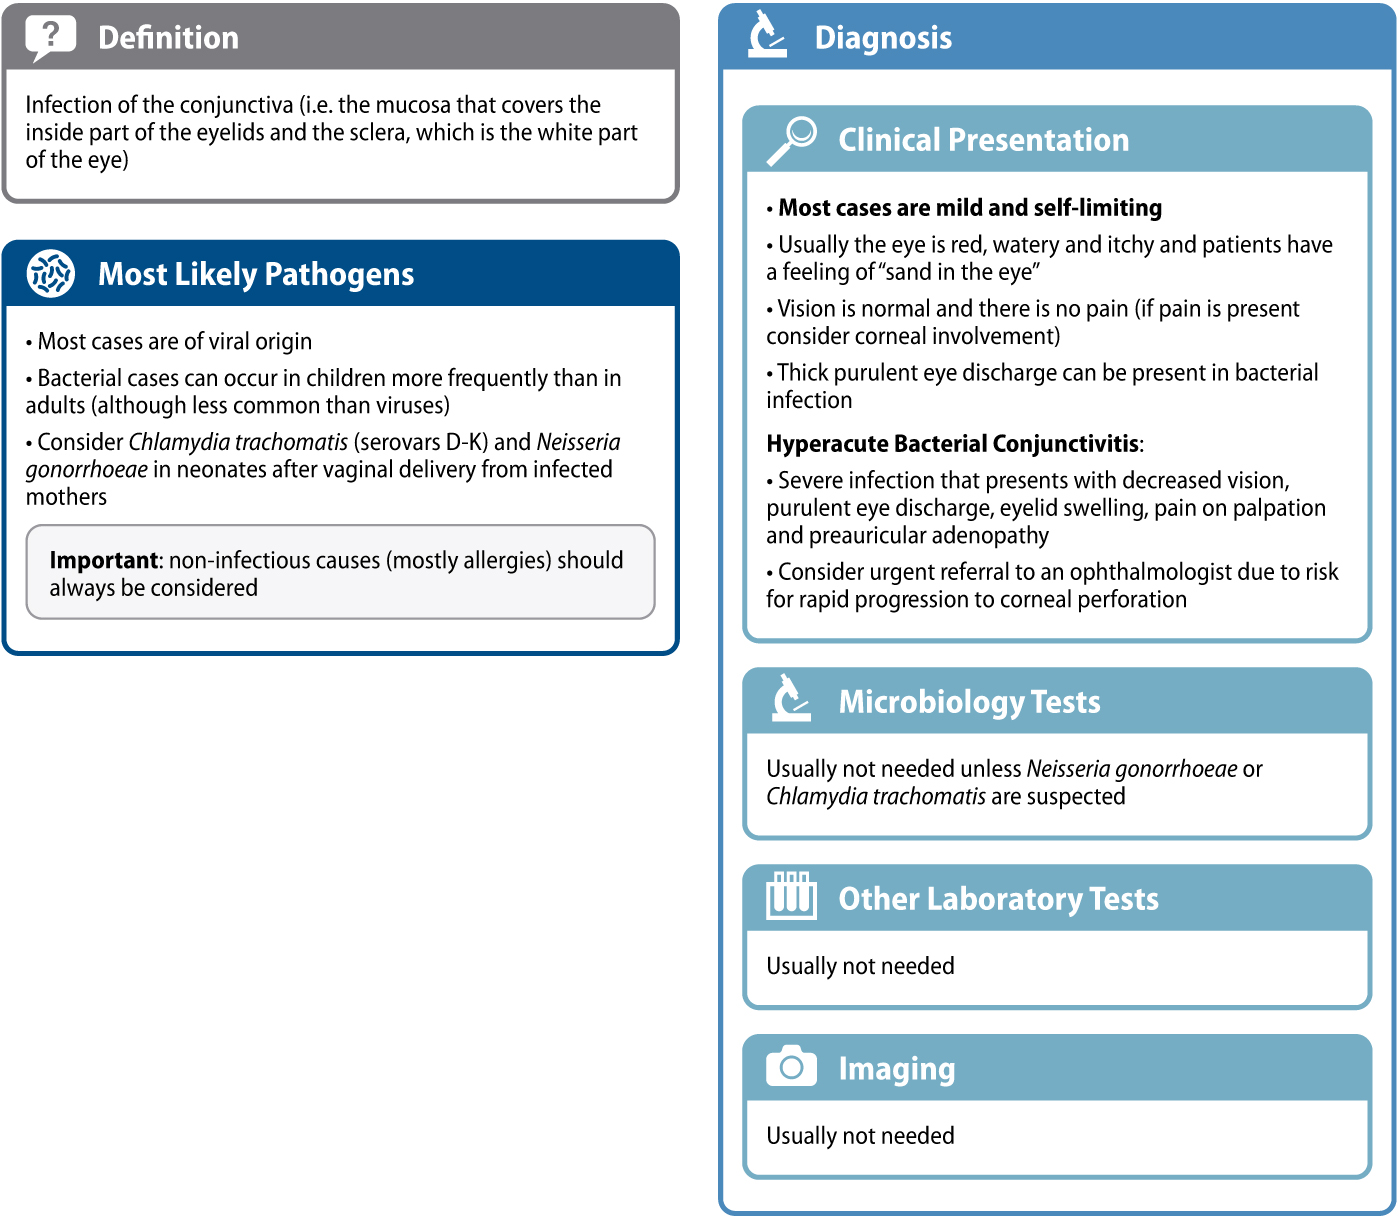 Definition
Infection of the conjunctiva (i.e. the mucosa that covers the
inside part of the eyelids and the sclera, which is the white part
of the eye)
Most Likely Pathogens
• Most cases are of viral origin
• Bacterial cases can occur in children more frequently than in
adults (although less common than viruses)
• Consider Chlamydia trachomatis (serovars D-K) and Neisseria
gonorrhoeae in neonates after vaginal delivery from infected
mothers
Important: non-infectious causes (mostly allergies) should
always be considered
Diagnosis
Clinical Presentation
• Most cases are mild and self-limiting
• Usually the eye is red, watery and itchy and patients have
a feeling of “sand in the eye”
• Vision is normal and there is no pain (if pain is present
consider corneal involvement)
• Thick purulent eye discharge can be present in bacterial
infection
Hyperacute Bacterial Conjunctivitis:
• Severe infection that presents with decreased vision,
purulent eye discharge, eyelid swelling, pain on palpation
and preauricular adenopathy
• Consider urgent referral to an ophthalmologist due to risk
for rapid progression to corneal perforation
Microbiology Tests
Usually not needed unless Neisseria gonorrhoeae or
Chlamydia trachomatis are suspected
Other Laboratory Tests
Usually not needed
Imaging
Usually not needed